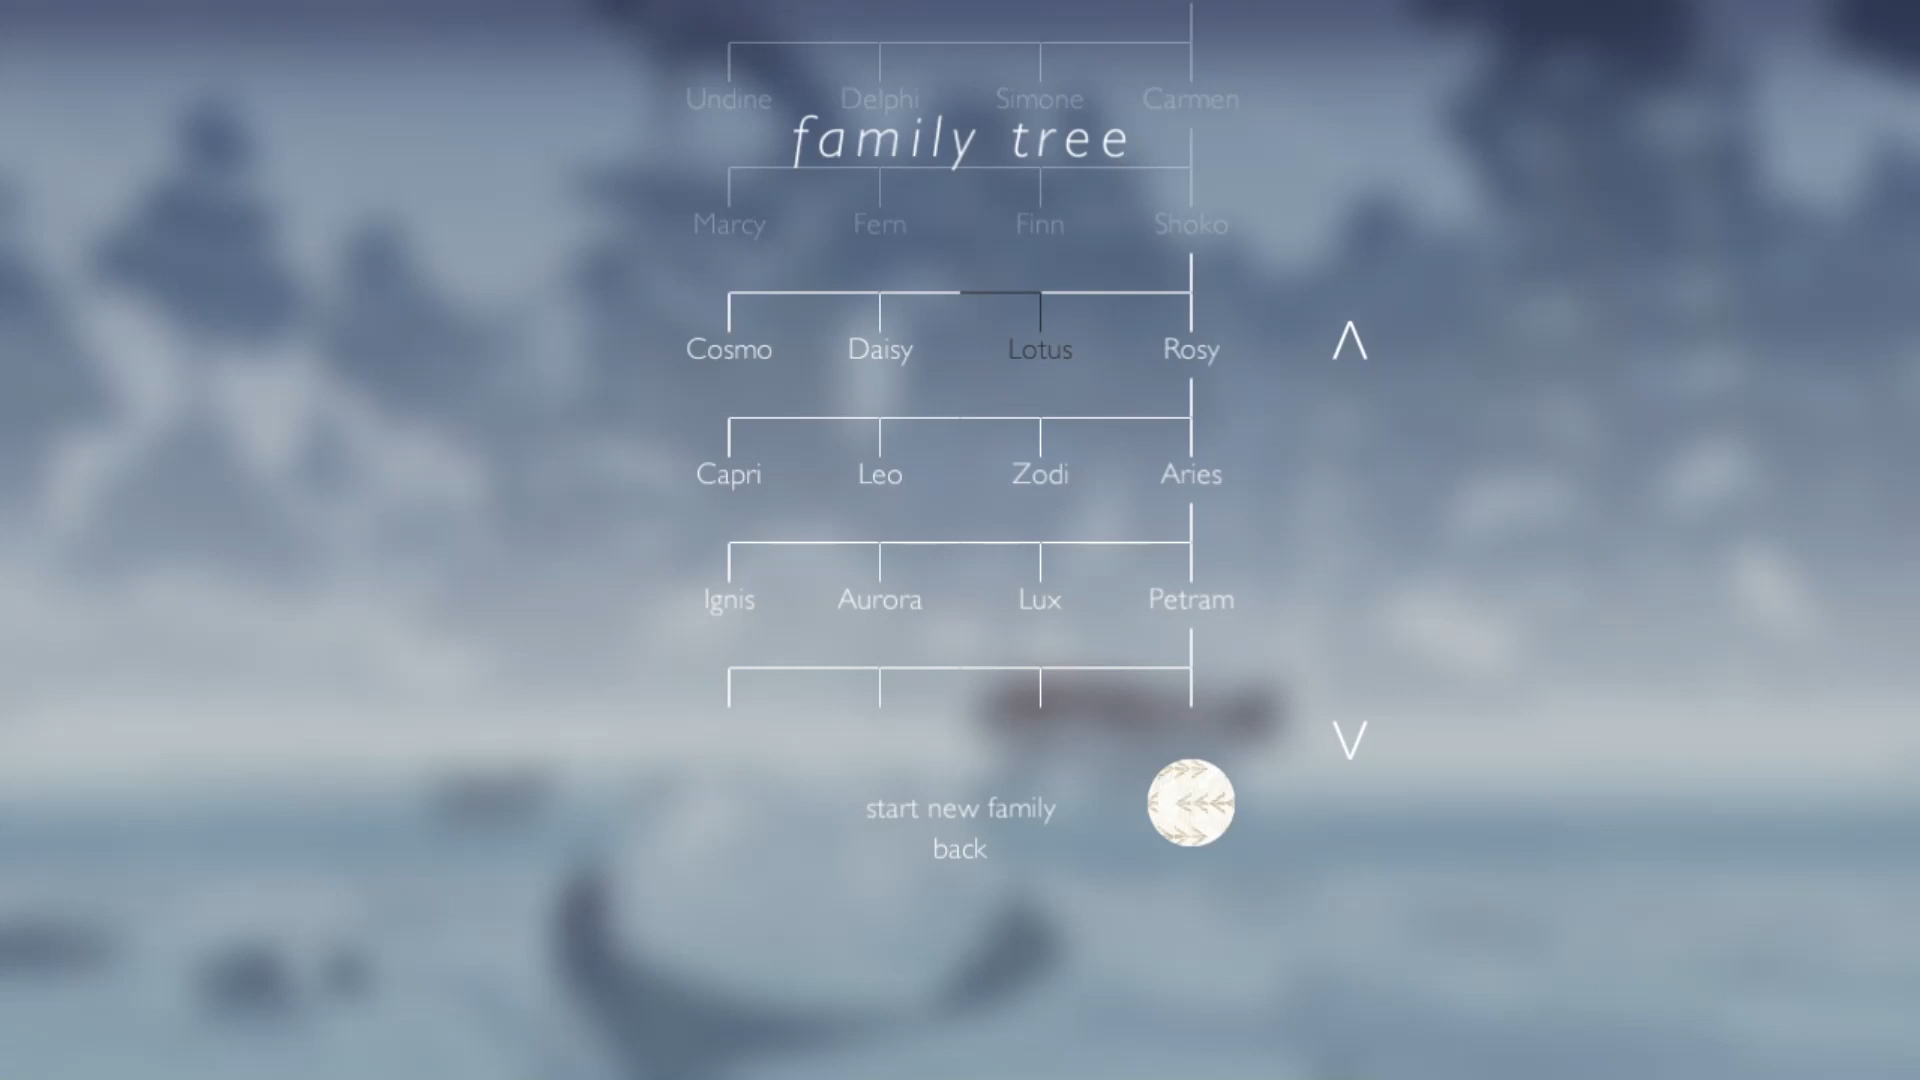 Undine Delphi Simone Carmen
family tree
Marcy Fern Finn Shoko
Cosmo Daisy Lotus Rosy
Capri Leo Zodi Aries
Ignis Aurora Lux Petram
start new family
back